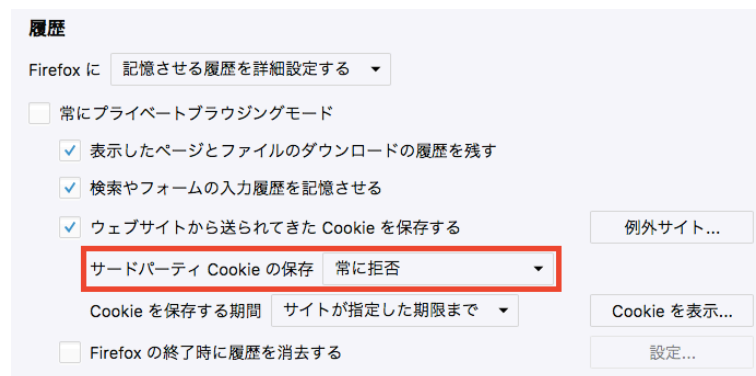 履歴
Firefox に 記憶させる履歴を詳細設定する
常にプライベートブラウジングモード
表示したページとファイルのダウンロードの履歴を残す
検索やフォームの入力履歴を記憶させる
ウェブサイトから送られてきた Cookie を保存する 例外サイト...
サードパーティ Cookie の保存 常に拒否
Cookie を保存する期間 サイトが指定した期限まで Cookie を表示...
Firefox の終了時に履歴を消去する 設定...